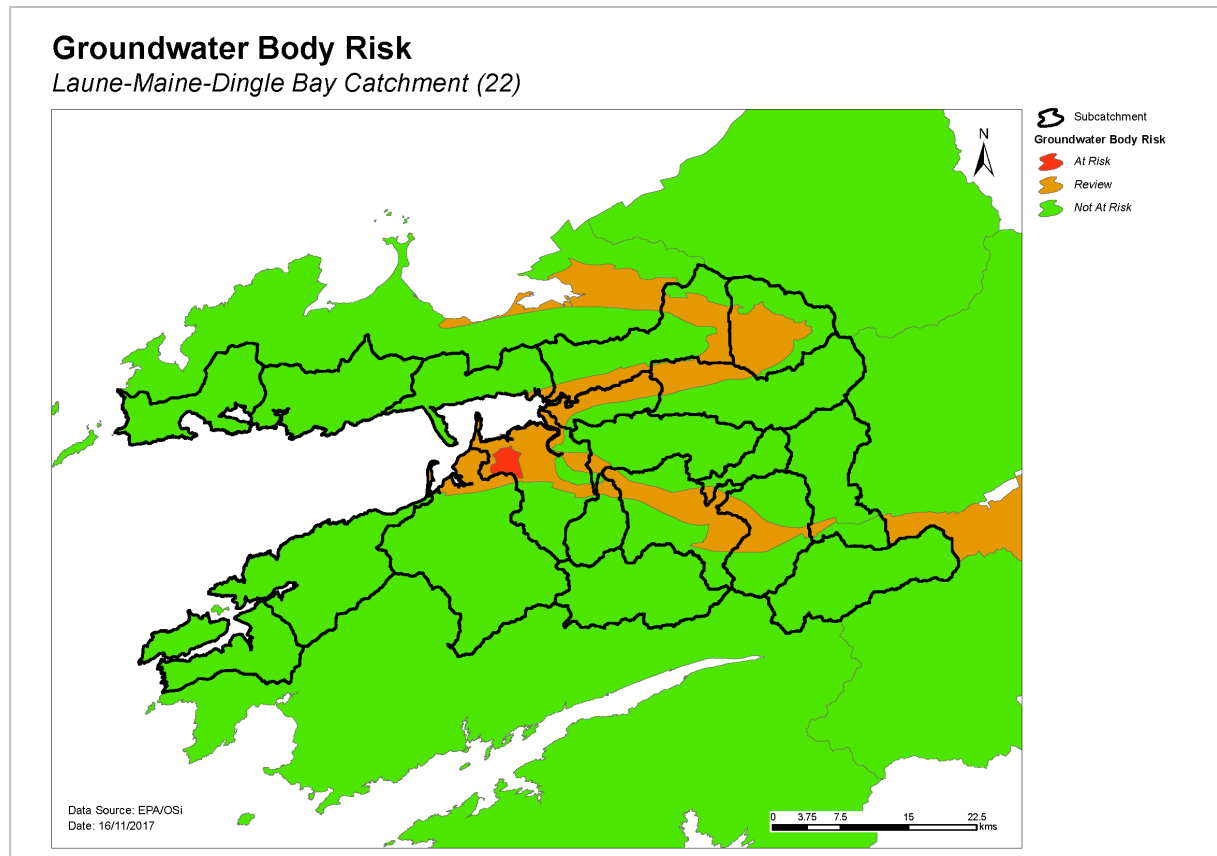 Groundwater Body Risk
Laune-Maine-Dingle Bay Catchment (22)
Subcatchment
Groundwater Body Risk
At Risk
Review
Not At Risk
N
Data Source: EPA/OSi
Date: 16/11/2017
0 3.75 7.5 15 22.5
kms